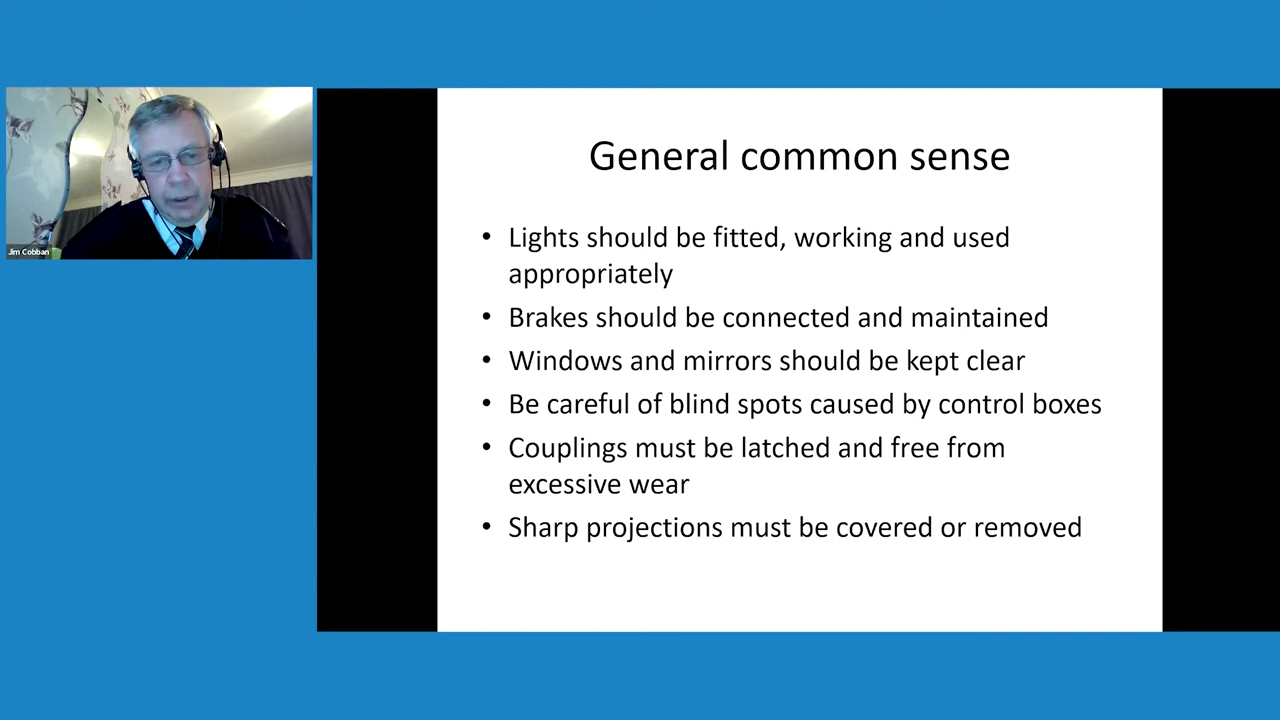 Jim Cobban
General common sense
• Lights should be fitted, working and used
appropriately
• Brakes should be connected and maintained
• Windows and mirrors should be kept clear
• Be careful of blind spots caused by control boxes
• Couplings must be latched and free from
excessive wear
• Sharp projections must be covered or removed